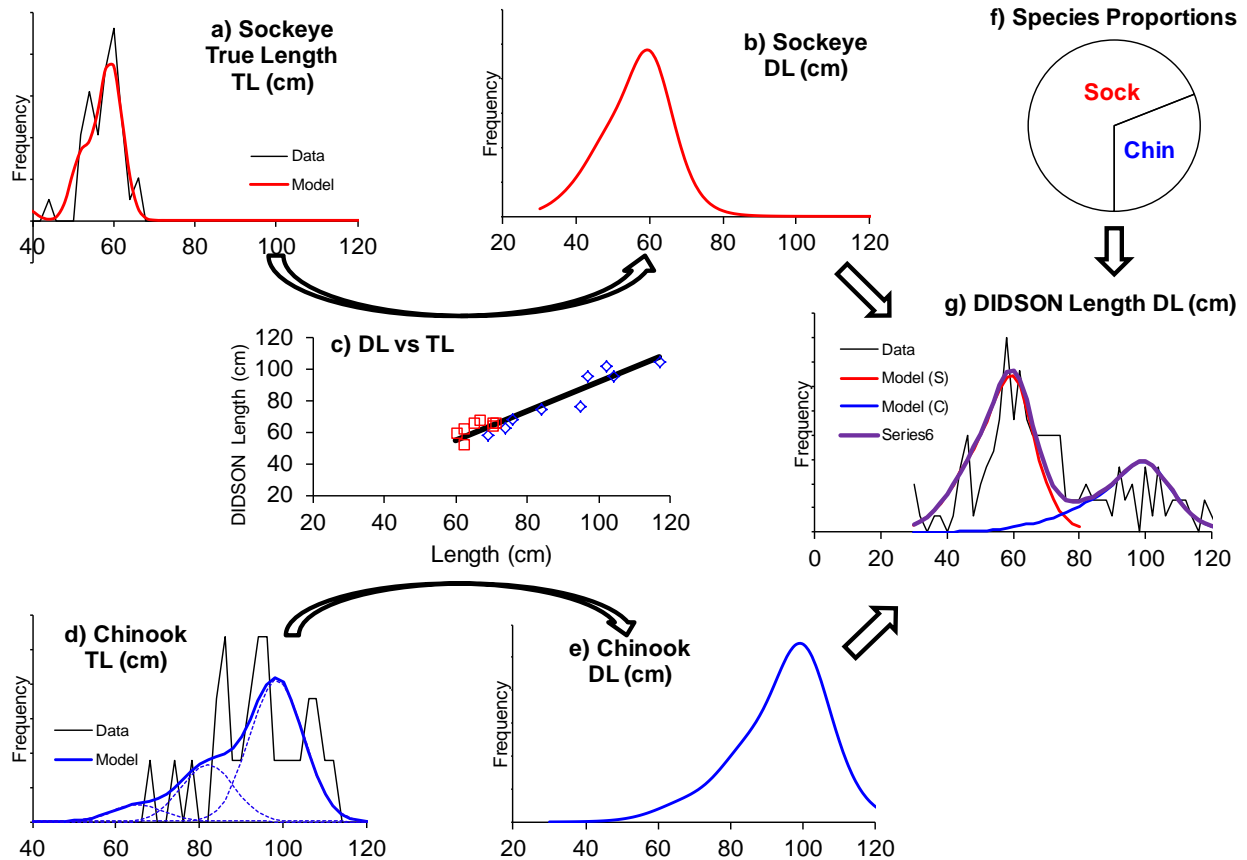 a) Sockeye
True Length
TL (cm)
Frequency
Data
Model
40 60 80 100 120
b) Sockeye
DL (cm)
Frequency
20 40 60 80 100 120
f) Species Proportions
Sock
Chin
c) DL vs TL
DIDSON Length (cm)
120
100
80
60
40
20
20 40 60 80 100 120
Length (cm)
g) DIDSON Length DL (cm)
Frequency
Data
Model (S)
Model (C)
Series6
0 20 40 60 80 100 120
d) Chinook
TL (cm)
Frequency
Data
Model
40 60 80 100 120
e) Chinook
DL (cm)
Frequency
20 40 60 80 100 120